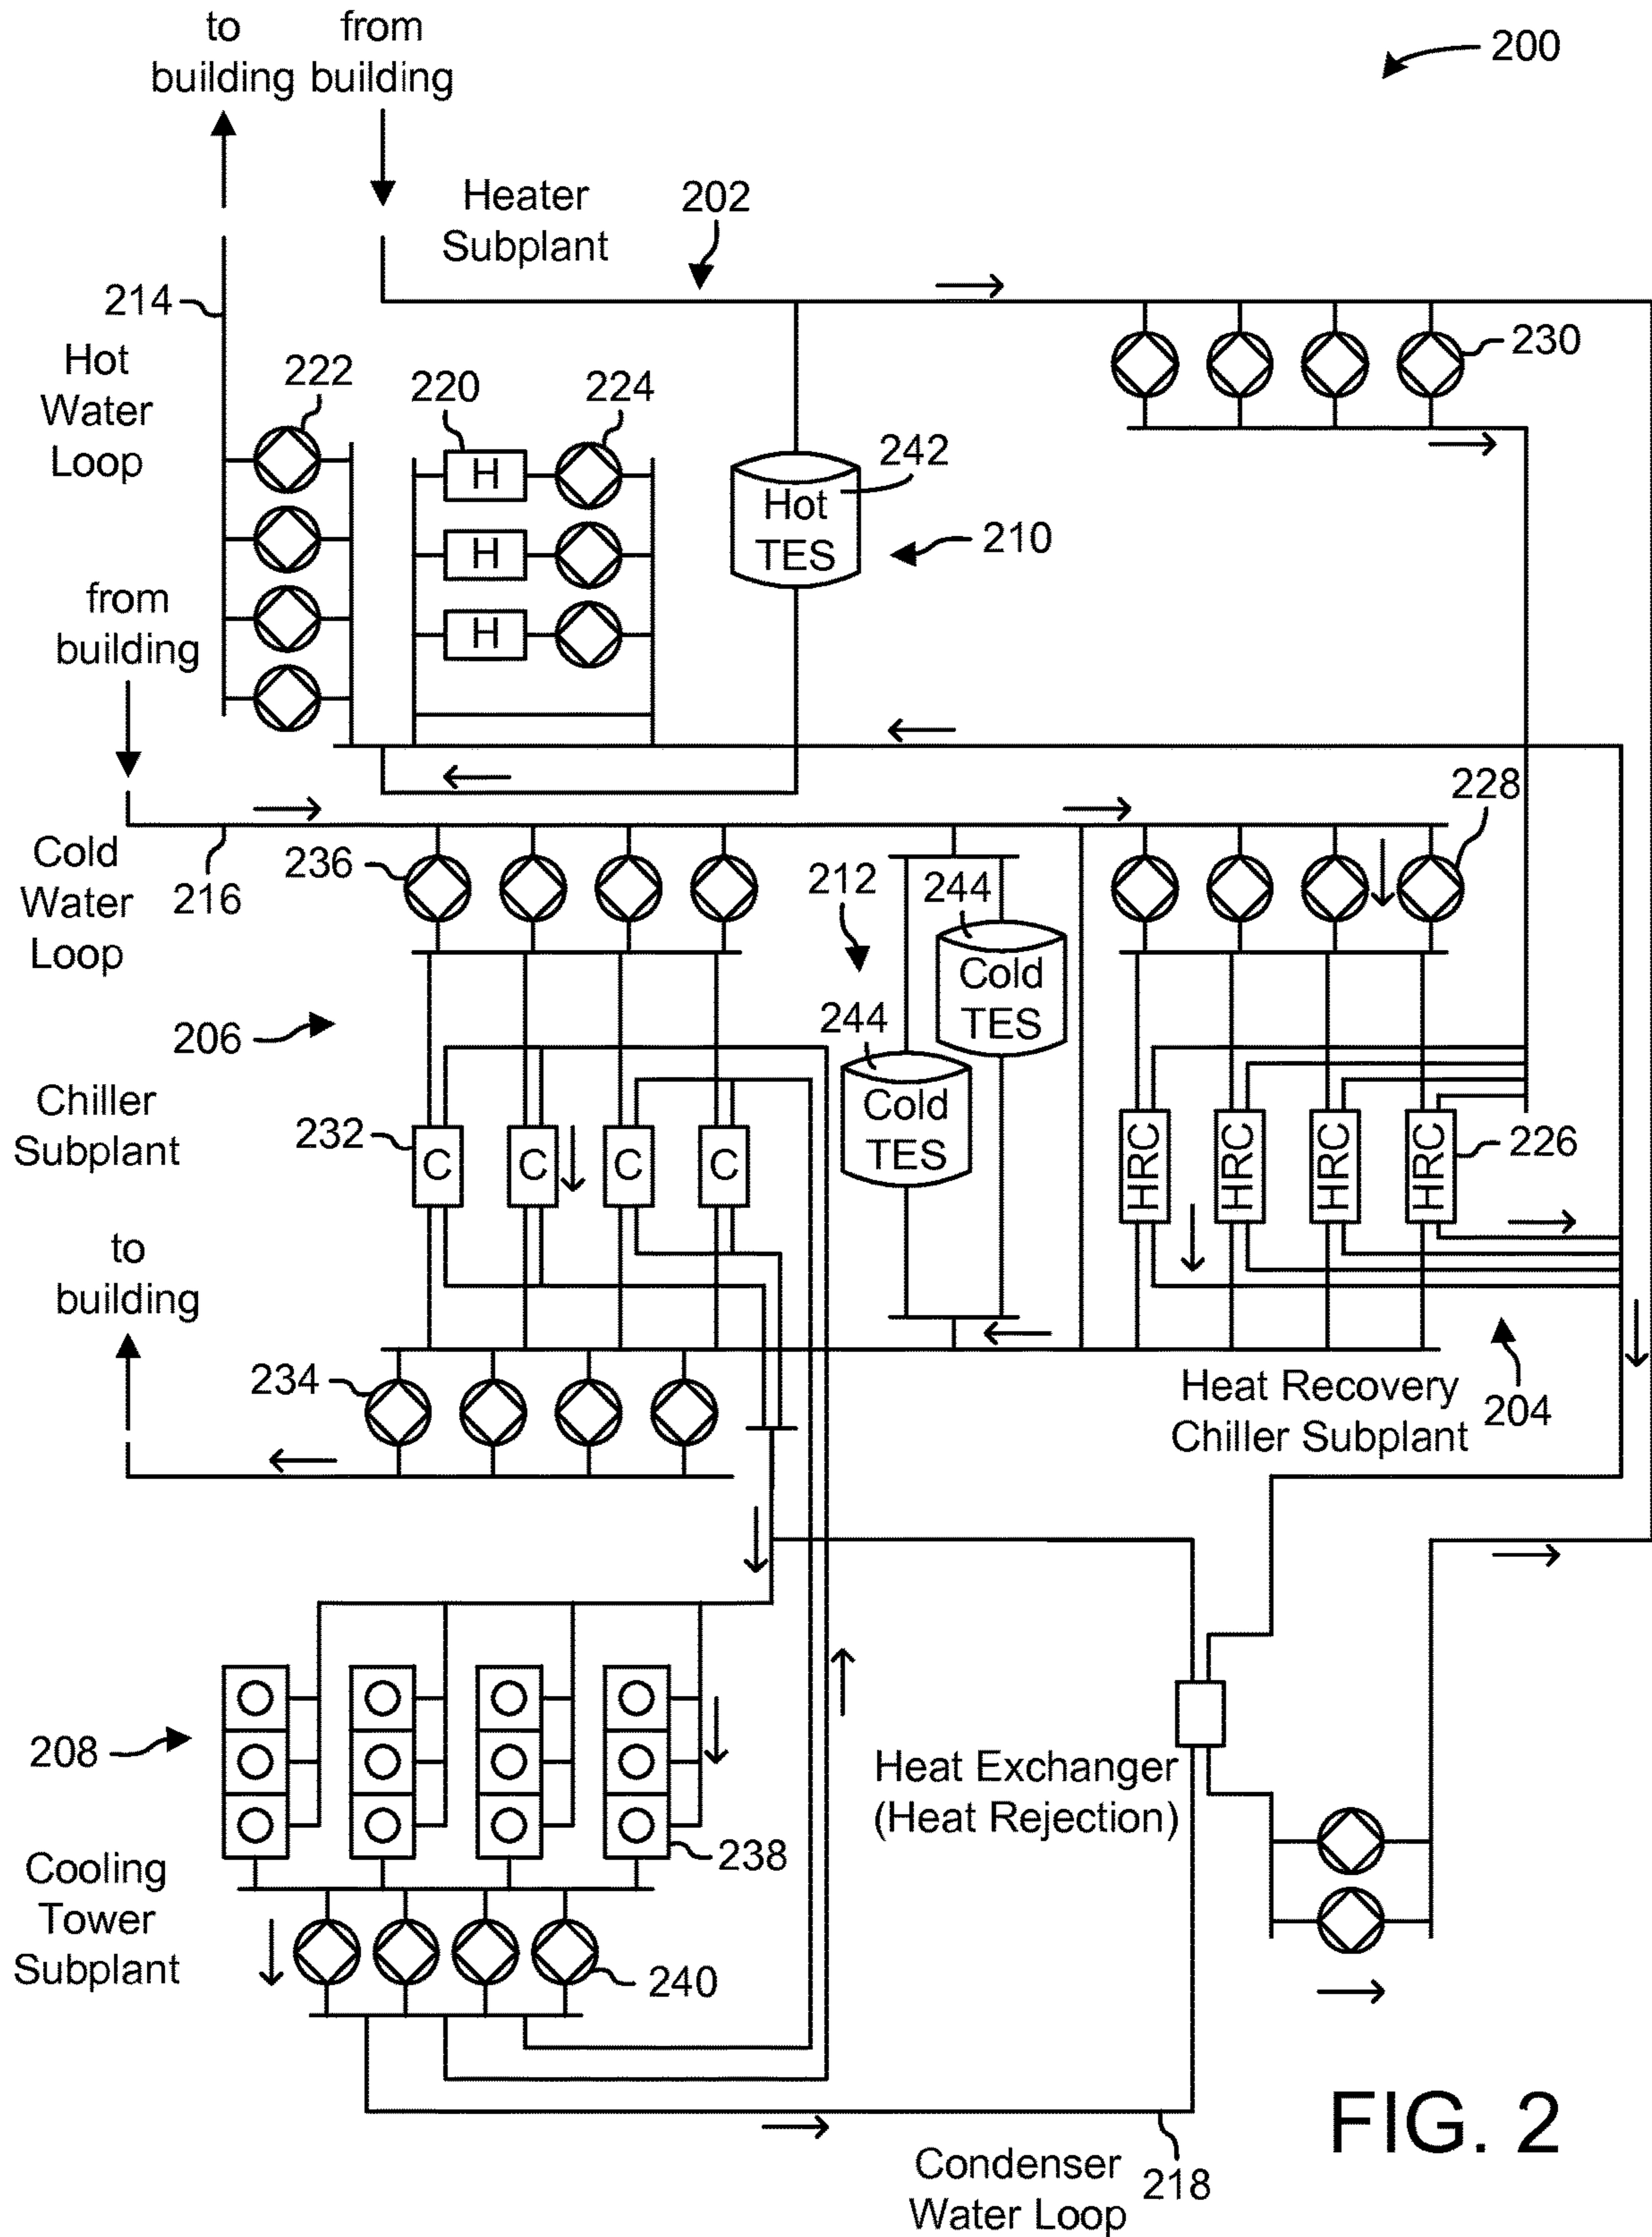 to
building
from
building
200
Heater
Subplant
202
214
Hot
Water
Loop
222
220
224
230
H
H
H
Hot
TES
242
210
from
building
228
Cold
Water
Loop
216
236
212
244
Cold
TES
244
Cold
TES
206
Chiller
Subplant
232
C
C
C
C
HRC
HRC
HRC
HRC
226
to
building
234
Heat Recovery
Chiller Subplant
204
208
Heat Exchanger
(Heat Rejection)
238
Cooling
Tower
Subplant
240
Condenser
Water Loop
218
FIG. 2